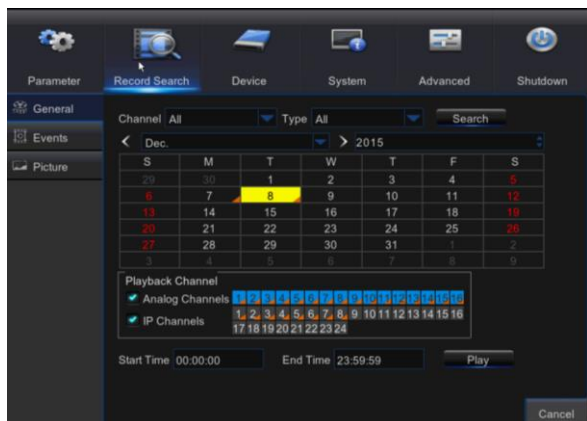 Parameter Record Search Device System Advanced Shutdown
General
Events
Picture
Channel All Type All Search
Dec. 2015
S M T W T F S
29 30 1 2 3 4 5
6 7 8 9 10 11 12
13 14 15 16 17 18 19
20 21 22 23 24 25 26
27 28 29 30 31 1 2
3 4 5 6 7 8 9
Playback Channel
Analog Channels 1 2 3 4 5 6 7 8 9 10 11 12 13 14 15 16
IP Channels 1 2 3 4 5 6 7 8 9 10 11 12 13 14 15 16
17 18 19 20 21 22 23 24
Start Time 00:00:00 End Time 23:59:59 Play
Cancel